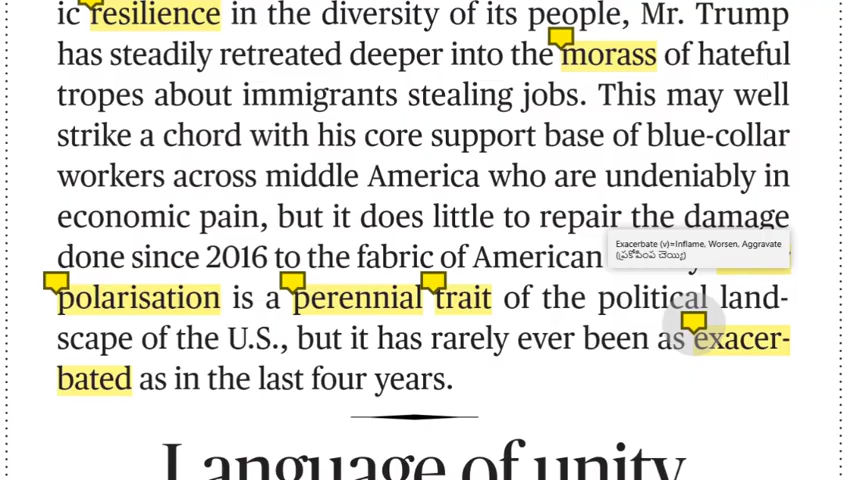 ic resilience in the diversity of its people, Mr. Trump
has steadily retreated deeper into the morass of hateful
tropes about immigrants stealing jobs. This may well
strike a chord with his core support base of blue-collar
workers across middle America who are undeniably in
economic pain, but it does little to repair the damage
done since 2016 to the fabric of American
Exacerbate (v)=Inflame, Worsen, Aggravate
(ప్రకోపింప చెయ్యి)
polarisation is a perennial trait of the political land-
scape of the U.S., but it has rarely ever been as exacer-
bated as in the last four years.
Language of unity